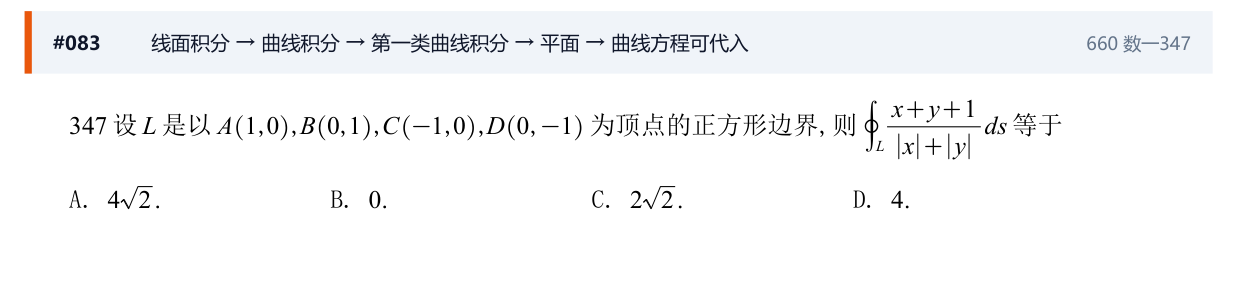 #083 线面积分 → 曲线积分 → 第一类曲线积分 → 平面 → 曲线方程可代入 660 数一347
347 设 L 是以 A(1,0),B(0,1),C(−1,0),D(0,−1) 为顶点的正方形边界, 则 ∮_L (x+y+1)/(|x|+|y|) ds 等于
A. 4√2. B. 0. C. 2√2. D. 4.